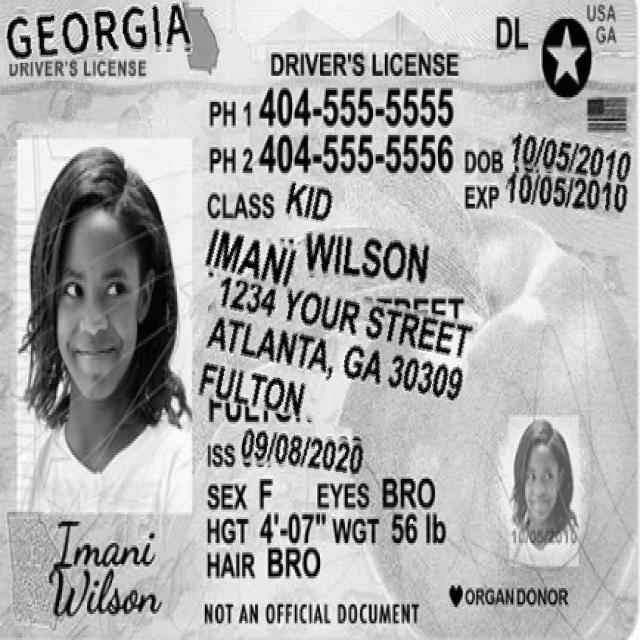 GEORGIA
DRIVER'S LICENSE
DRIVER'S LICENSE
DL
USA
GA
PH 1 404-555-5555
PH 2 404-555-5556
DOB 10/05/2010
EXP 10/05/2010
CLASS KID
IMANI WILSON
1234 YOUR STREET
ATLANTA, GA 30309
FULTON
ISS 09/08/2020
SEX F EYES BRO
HGT 4'-07" WGT 56 lb
HAIR BRO
Imani
Wilson
10/05/2010
NOT AN OFFICIAL DOCUMENT
ORGAN DONOR